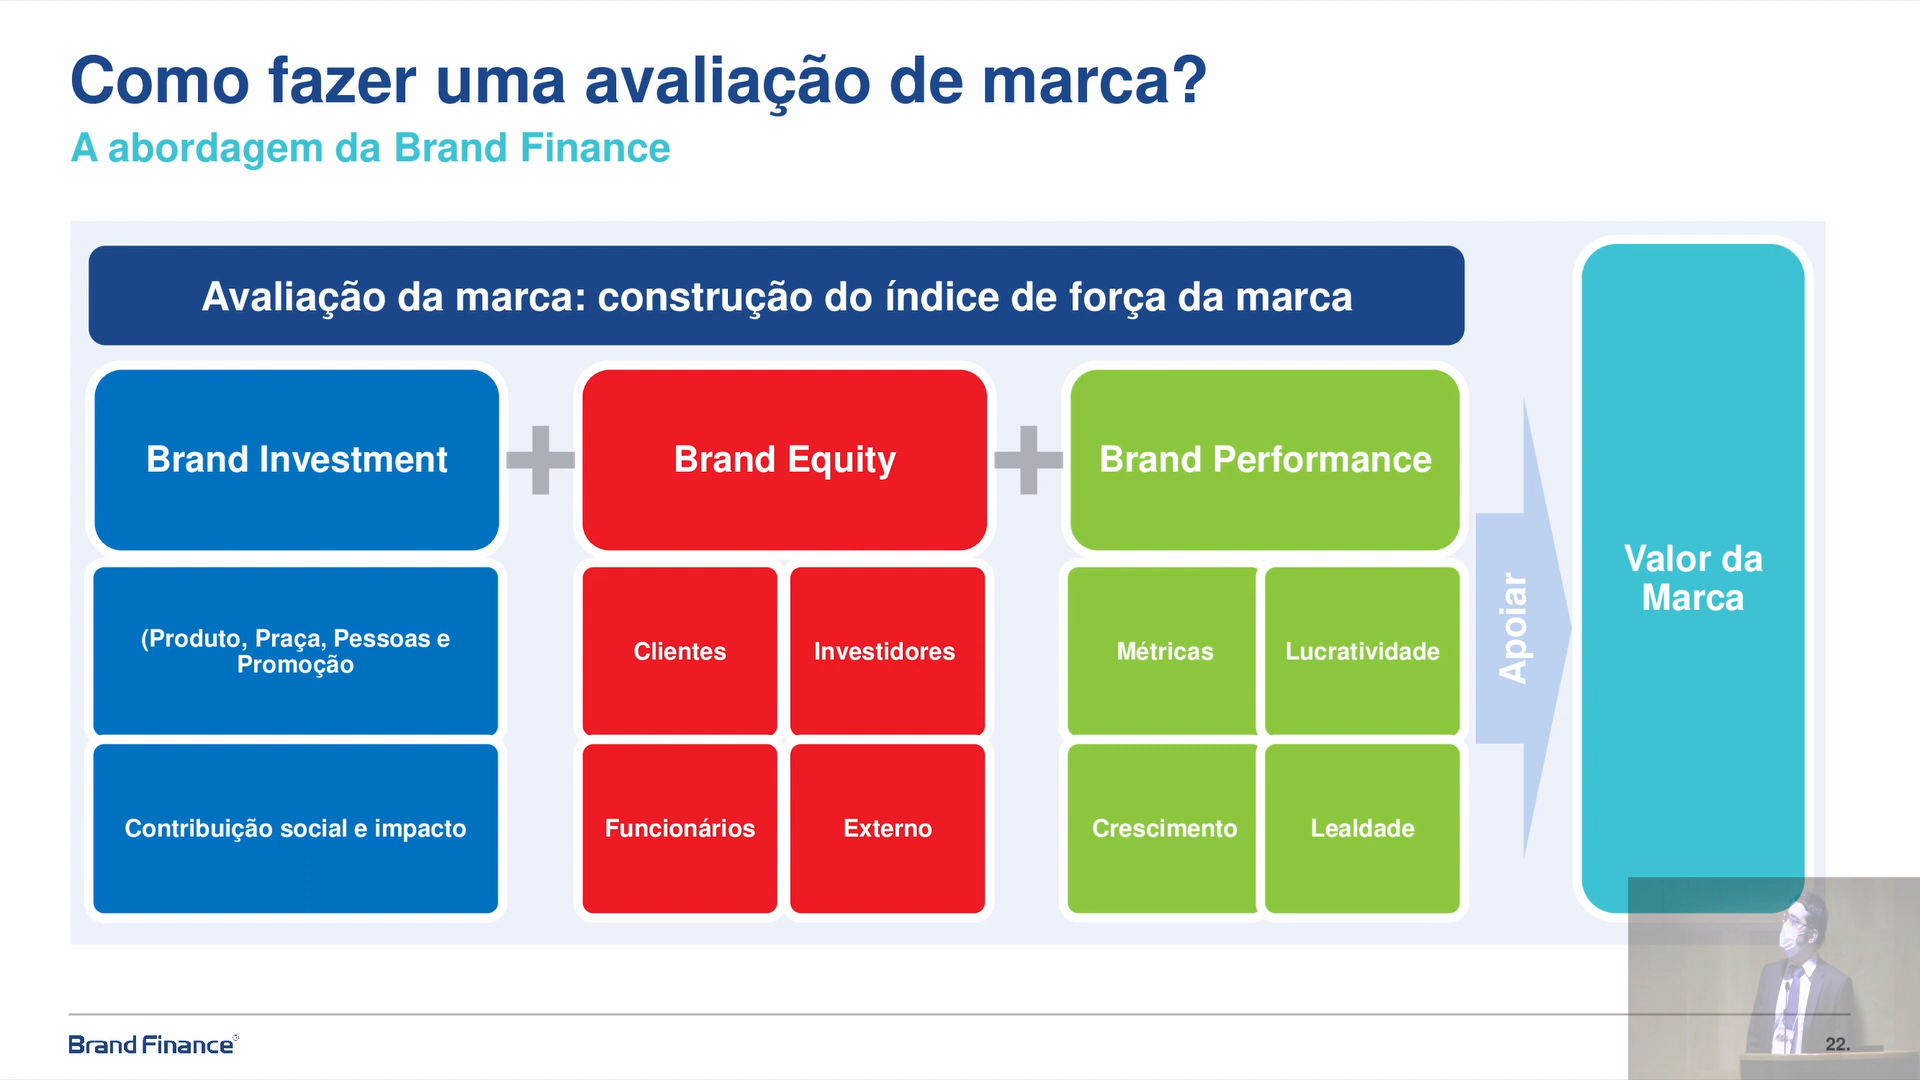 Como fazer uma avaliação de marca?
A abordagem da Brand Finance
Avaliação da marca: construção do índice de força da marca
Brand Investment
Brand Equity
Brand Performance
(Produto, Praça, Pessoas e
Promoção
Clientes
Investidores
Métricas
Lucratividade
Contribuição social e impacto
Funcionários
Externo
Crescimento
Lealdade
Apoiar
Valor da
Marca
Brand Finance®
22.